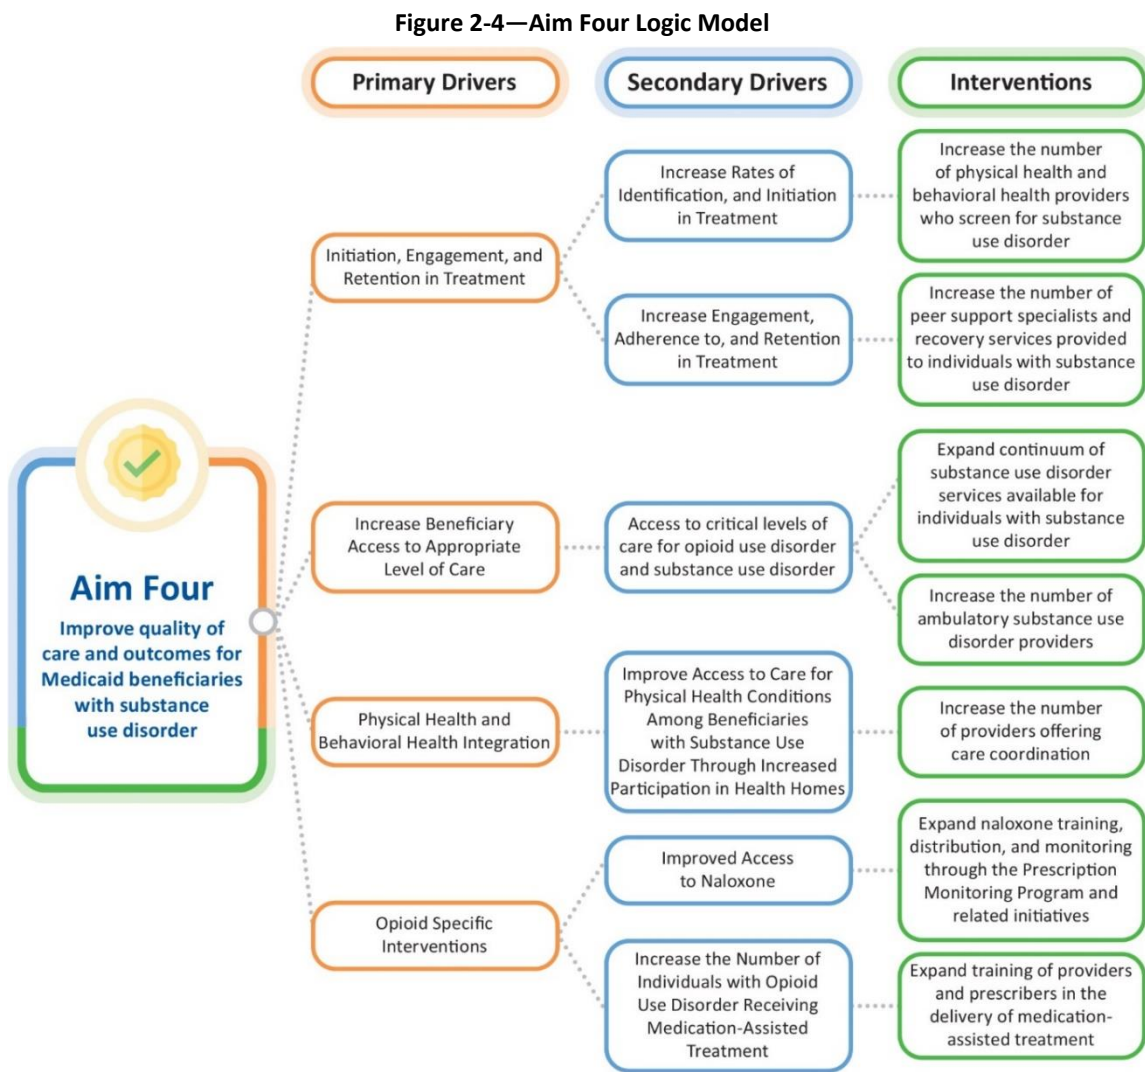 Figure 2-4—Aim Four Logic Model
Primary Drivers
Secondary Drivers
Interventions
Aim Four
Improve quality of
care and outcomes for
Medicaid beneficiaries
with substance
use disorder
Initiation, Engagement, and
Retention in Treatment
Increase Rates of
Identification, and Initiation
in Treatment
Increase the number
of physical health and
behavioral health providers
who screen for substance
use disorder
Increase Engagement,
Adherence to, and Retention
in Treatment
Increase the number of
peer support specialists and
recovery services provided
to individuals with substance
use disorder
Increase Beneficiary
Access to Appropriate
Level of Care
Access to critical levels of
care for opioid use disorder
and substance use disorder
Expand continuum of
substance use disorder
services available for
individuals with substance
use disorder
Increase the number of
ambulatory substance use
disorder providers
Physical Health and
Behavioral Health Integration
Improve Access to Care for
Physical Health Conditions
Among Beneficiaries
with Substance Use
Disorder Through Increased
Participation in Health Homes
Increase the number
of providers offering
care coordination
Opioid Specific
Interventions
Improved Access
to Naloxone
Expand naloxone training,
distribution, and monitoring
through the Prescription
Monitoring Program and
related initiatives
Increase the Number of
Individuals with Opioid
Use Disorder Receiving
Medication-Assisted
Treatment
Expand training of providers
and prescribers in the
delivery of medication-
assisted treatment